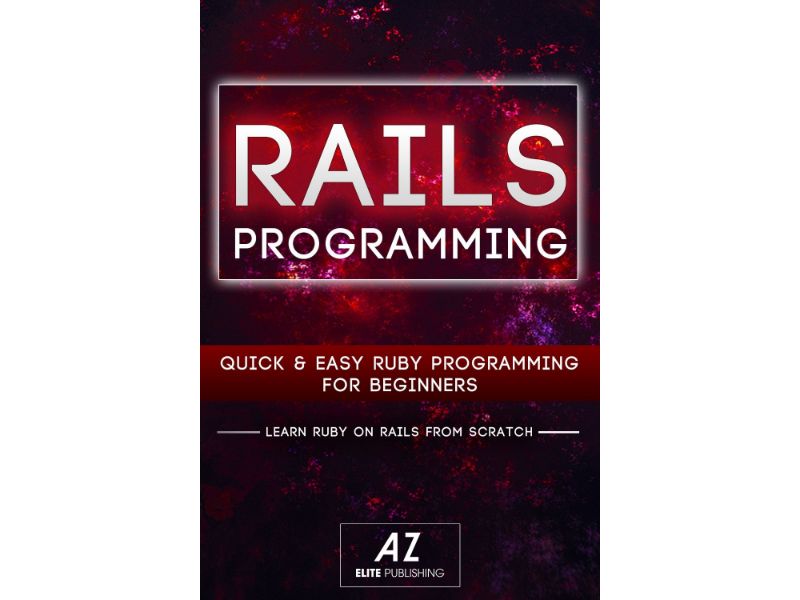 RAILS
PROGRAMMING
QUICK & EASY RUBY PROGRAMMING
FOR BEGINNERS
LEARN RUBY ON RAILS FROM SCRATCH
AZ
ELITE PUBLISHING